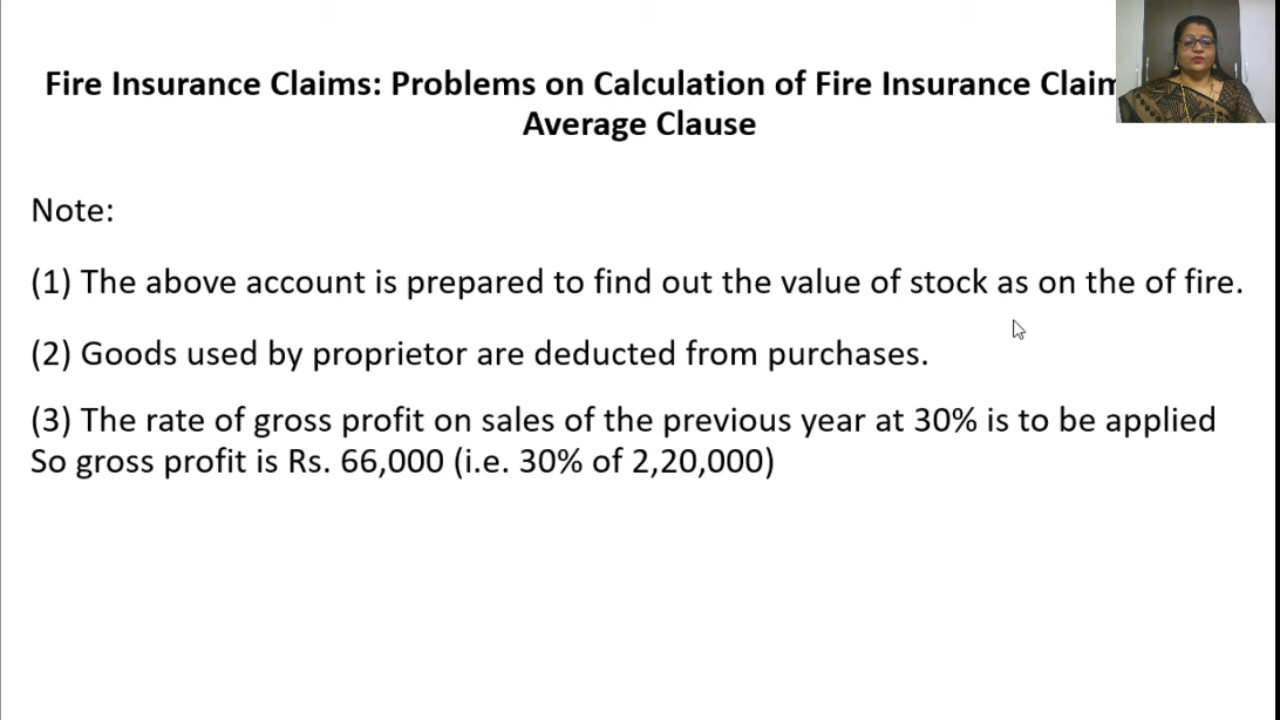 Fire Insurance Claims: Problems on Calculation of Fire Insurance Claim
Average Clause
Note:
(1) The above account is prepared to find out the value of stock as on the of fire.
(2) Goods used by proprietor are deducted from purchases.
(3) The rate of gross profit on sales of the previous year at 30% is to be applied
So gross profit is Rs. 66,000 (i.e. 30% of 2,20,000)